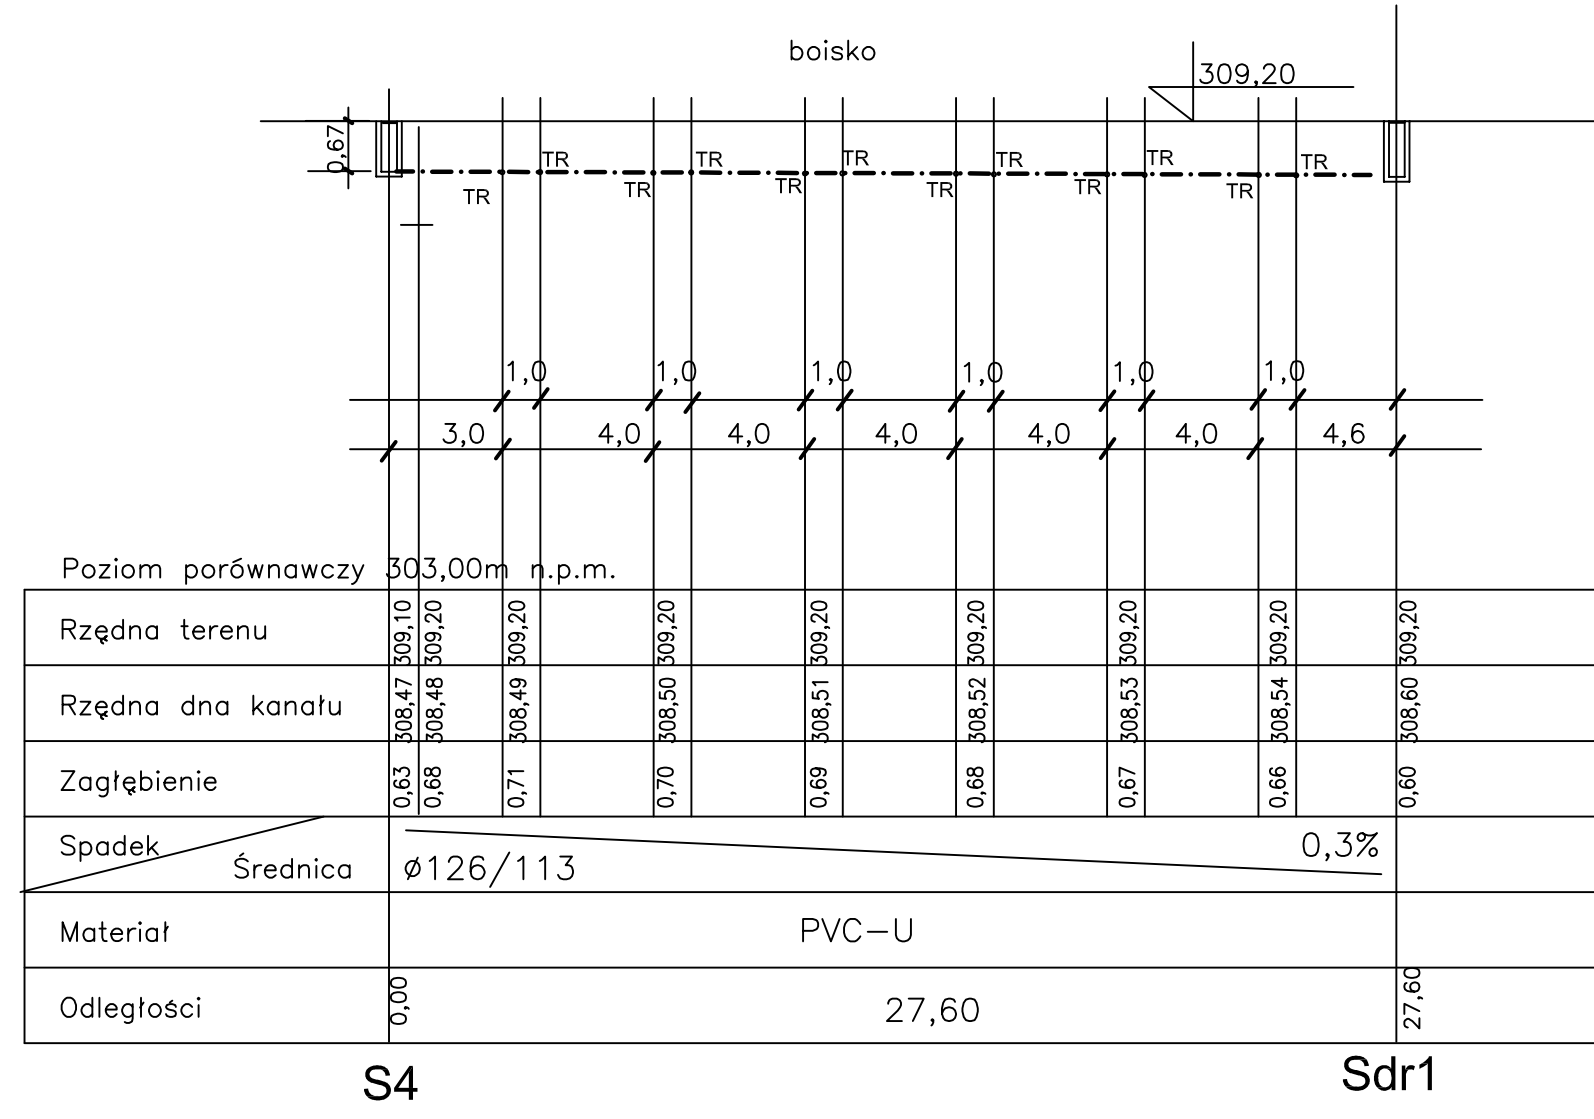 boisko
309,20
0,67
TR TR TR TR TR TR
TR TR TR TR TR TR
1,0 1,0 1,0 1,0 1,0 1,0
3,0 4,0 4,0 4,0 4,0 4,0 4,6
Poziom porównawczy 303,00m n.p.m.
Rzędna terenu 309,10 309,20 309,20 309,20 309,20 309,20 309,20 309,20 309,20
Rzędna dna kanału 308,47 308,48 308,49 308,50 308,51 308,52 308,53 308,54 308,60
Zagłębienie 0,63 0,68 0,71 0,70 0,69 0,68 0,67 0,66 0,60
Spadek 0,3%
Średnica ø126/113
Materiał PVC-U
Odległości 0,00 27,60 27,60
S4 Sdr1